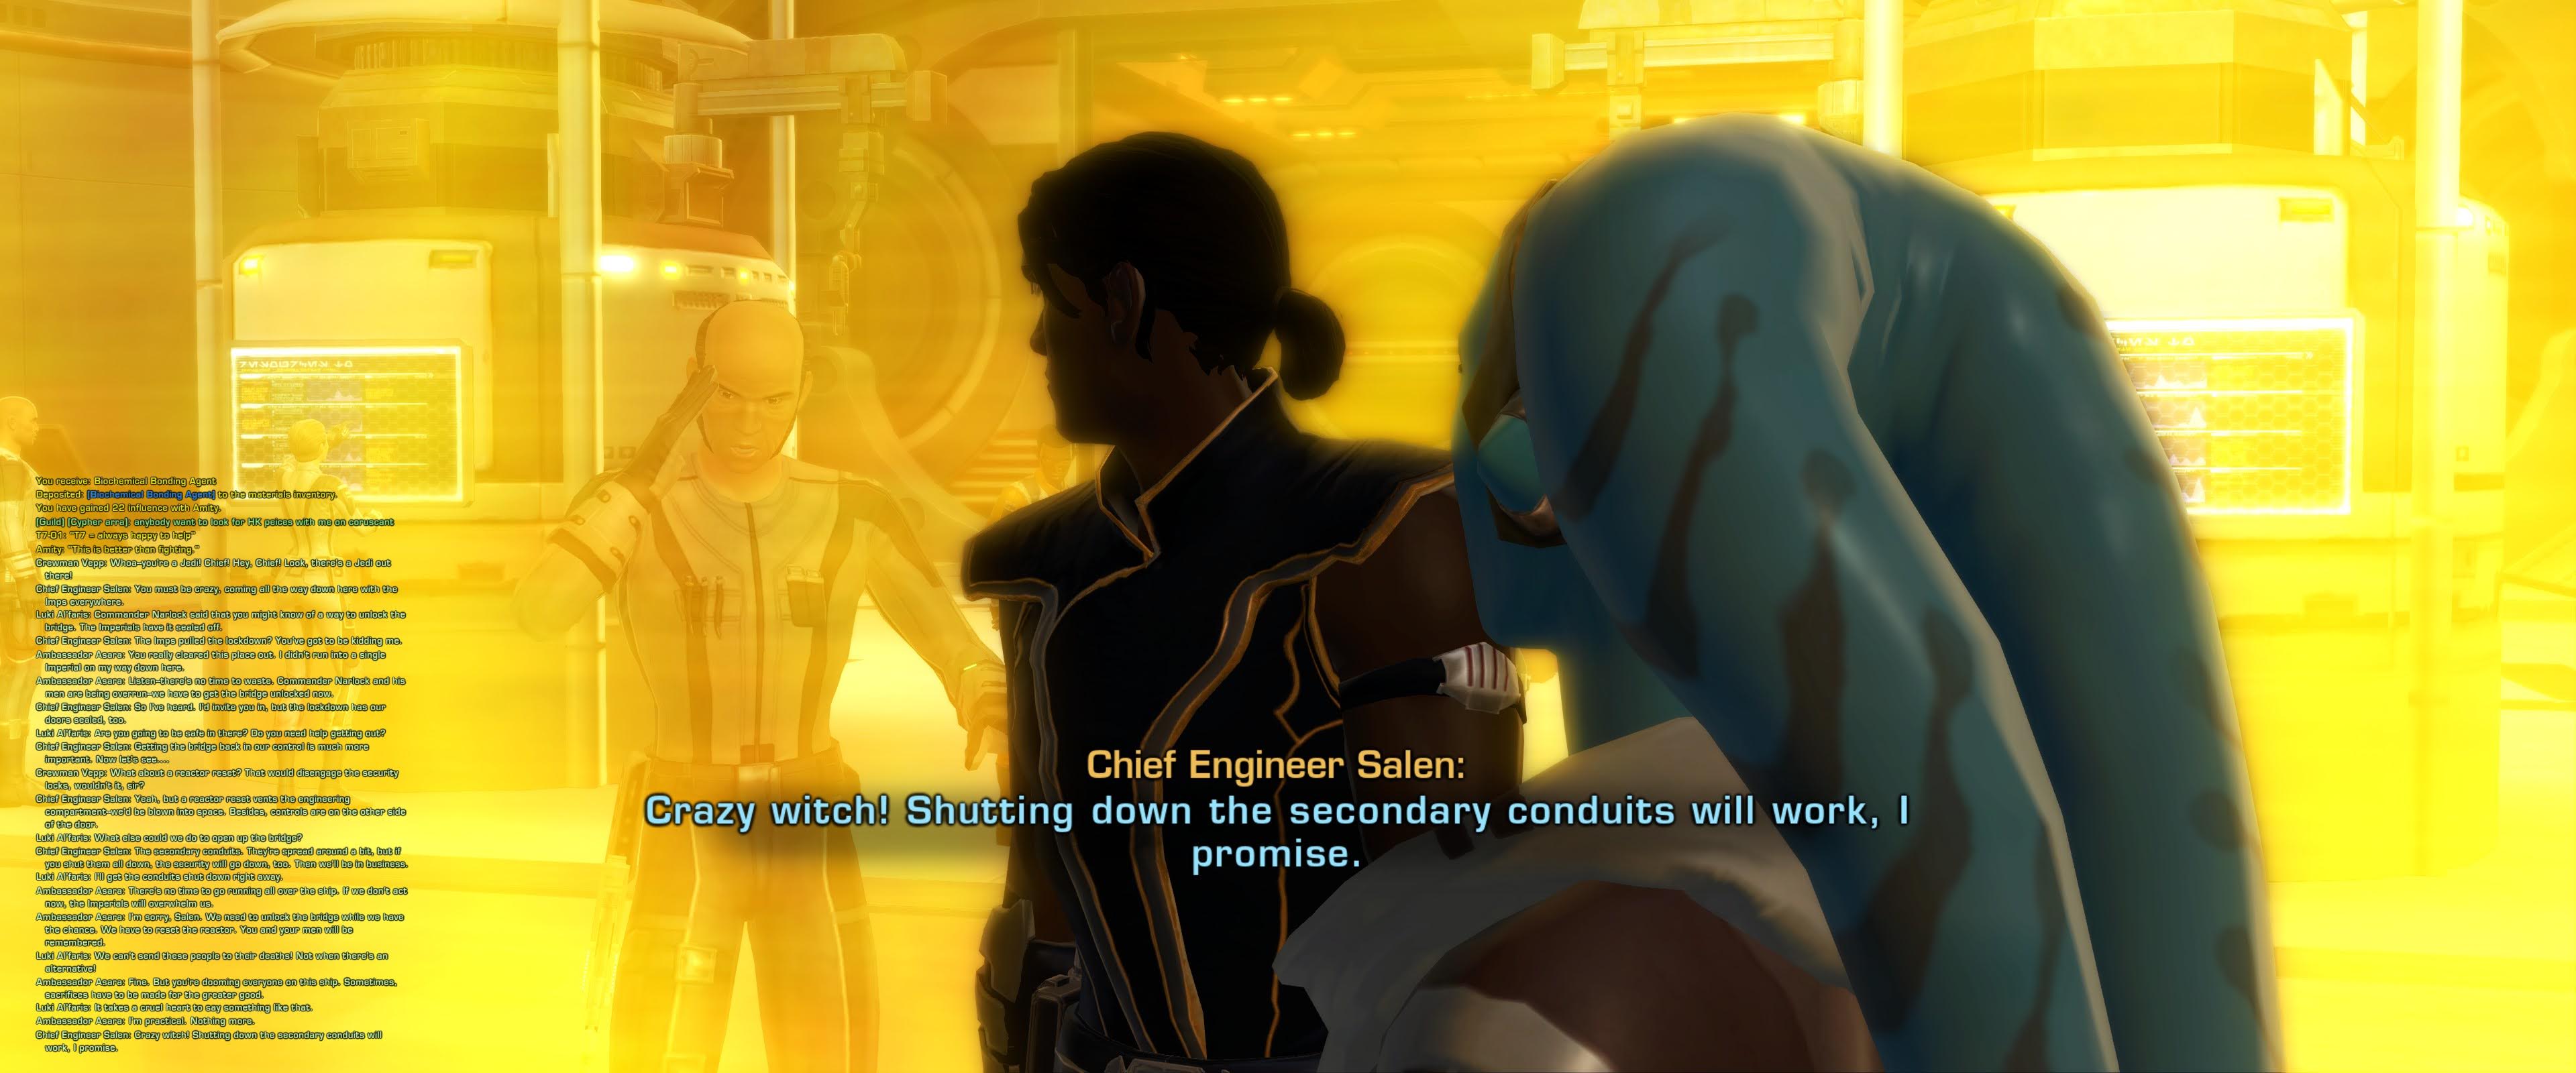 You receive: Biochemical Bonding Agent
Deposited: [Biochemical Bonding Agent] to the materials inventory.
You have gained 22 influence with Amity.
[Guild] [Cypher arra]: anybody want to look for HK peices with me on coruscant
T7-O1: "T7 = always happy to help"
Amity: "This is better than fighting."
Crewman Vepp: Whoa–you're a Jedi! Chief! Hey, Chief! Look, there's a Jedi out
there!
Chief Engineer Salen: You must be crazy, coming all the way down here with the
Imps everywhere.
Luki Al'faris: Commander Narlock said that you might know of a way to unlock the
bridge. The Imperials have it sealed off.
Chief Engineer Salen: The Imps pulled the lockdown? You've got to be kidding me.
Ambassador Asara: You really cleared this place out. I didn't run into a single
Imperial on my way down here.
Ambassador Asara: Listen–there's no time to waste. Commander Narlock and his
men are being overrun–we have to get the bridge unlocked now.
Chief Engineer Salen: So I've heard. I'd invite you in, but the lockdown has our
doors sealed, too.
Luki Al'faris: Are you going to be safe in there? Do you need help getting out?
Chief Engineer Salen: Getting the bridge back in our control is much more
important. Now let's see....
Crewman Vepp: What about a reactor reset? That would disengage the security
locks, wouldn't it, sir?
Chief Engineer Salen: Yeah, but a reactor reset vents the engineering
compartment–we'd be blown into space. Besides, controls are on the other side
of the door.
Luki Al'faris: What else could we do to open up the bridge?
Chief Engineer Salen: The secondary conduits. They're spread around a bit, but if
you shut them all down, the security will go down, too. Then we'll be in business.
Luki Al'faris: I'll get the conduits shut down right away.
Ambassador Asara: There's no time to go running all over the ship. If we don't act
now, the Imperials will overwhelm us.
Ambassador Asara: I'm sorry, Salen. We need to unlock the bridge while we have
the chance. We have to reset the reactor. You and your men will be
remembered.
Luki Al'faris: We can't send these people to their deaths! Not when there's an
alternative!
Ambassador Asara: Fine. But you're dooming everyone on this ship. Sometimes,
sacrifices have to be made for the greater good.
Luki Al'faris: It takes a cruel heart to say something like that.
Ambassador Asara: I'm practical. Nothing more.
Chief Engineer Salen: Crazy witch! Shutting down the secondary conduits will
work, I promise.
Chief Engineer Salen:
Crazy witch! Shutting down the secondary conduits will work, I
promise.